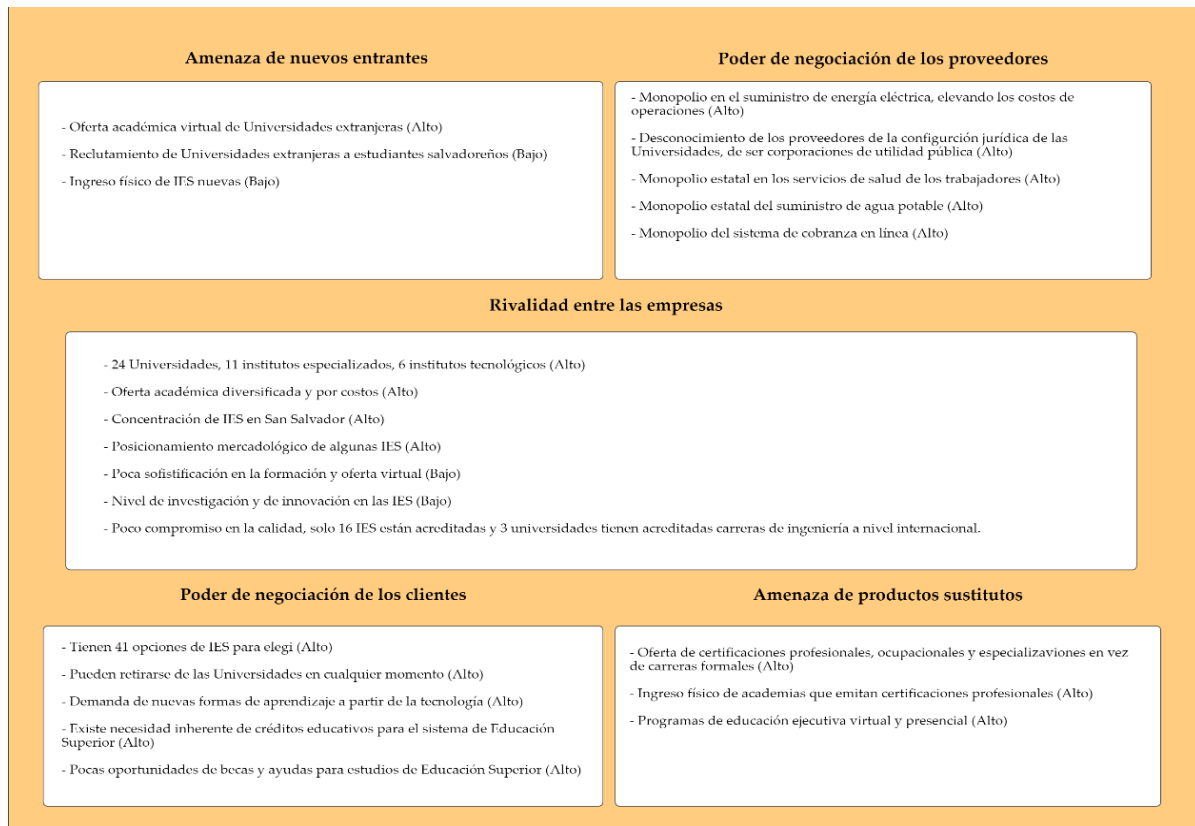 Amenaza de nuevos entrantes
- Oferta académica virtual de Universidades extranjeras (Alto)
- Reclutamiento de Universidades extranjeras a estudiantes salvadoreños (Bajo)
- Ingreso físico de IES nuevas (Bajo)
Poder de negociación de los proveedores
- Monopolio en el suministro de energía eléctrica, elevando los costos de
operaciones (Alto)
- Desconocimiento de los proveedores de la configurción jurídica de las
Universidades, de ser corporaciones de utilidad pública (Alto)
- Monopolio estatal en los servicios de salud de los trabajadores (Alto)
- Monopolio estatal del suministro de agua potable (Alto)
- Monopolio del sistema de cobranza en línea (Alto)
Rivalidad entre las empresas
- 24 Universidades, 11 institutos especializados, 6 institutos tecnológicos (Alto)
- Oferta académica diversificada y por costos (Alto)
- Concentración de IES en San Salvador (Alto)
- Posicionamiento mercadológico de algunas IES (Alto)
- Poca sofistificación en la formación y oferta virtual (Bajo)
- Nivel de investigación y de innovación en las IES (Bajo)
- Poco compromiso en la calidad, solo 16 IES están acreditadas y 3 universidades tienen acreditadas carreras de ingeniería a nivel internacional.
Poder de negociación de los clientes
- Tienen 41 opciones de IES para elegi (Alto)
- Pueden retirarse de las Universidades en cualquier momento (Alto)
- Demanda de nuevas formas de aprendizaje a partir de la tecnología (Alto)
- Existe necesidad inherente de créditos educativos para el sistema de Educación
Superior (Alto)
- Pocas oportunidades de becas y ayudas para estudios de Educación Superior (Alto)
Amenaza de productos sustitutos
- Oferta de certificaciones profesionales, ocupacionales y especializaviones en vez
de carreras formales (Alto)
- Ingreso físico de academias que emitan certificaciones profesionales (Alto)
- Programas de educación ejecutiva virtual y presencial (Alto)